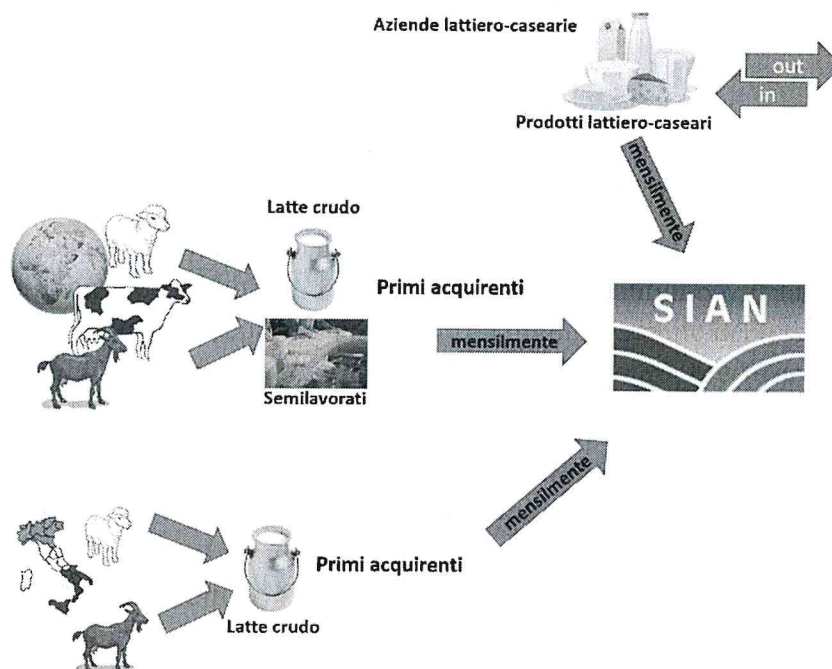 Aziende lattiero-casearie
out
in
Prodotti lattiero-caseari
mensilmente
Latte crudo
Primi acquirenti
mensilmente
SIAN
Semilavorati
mensilmente
Primi acquirenti
Latte crudo